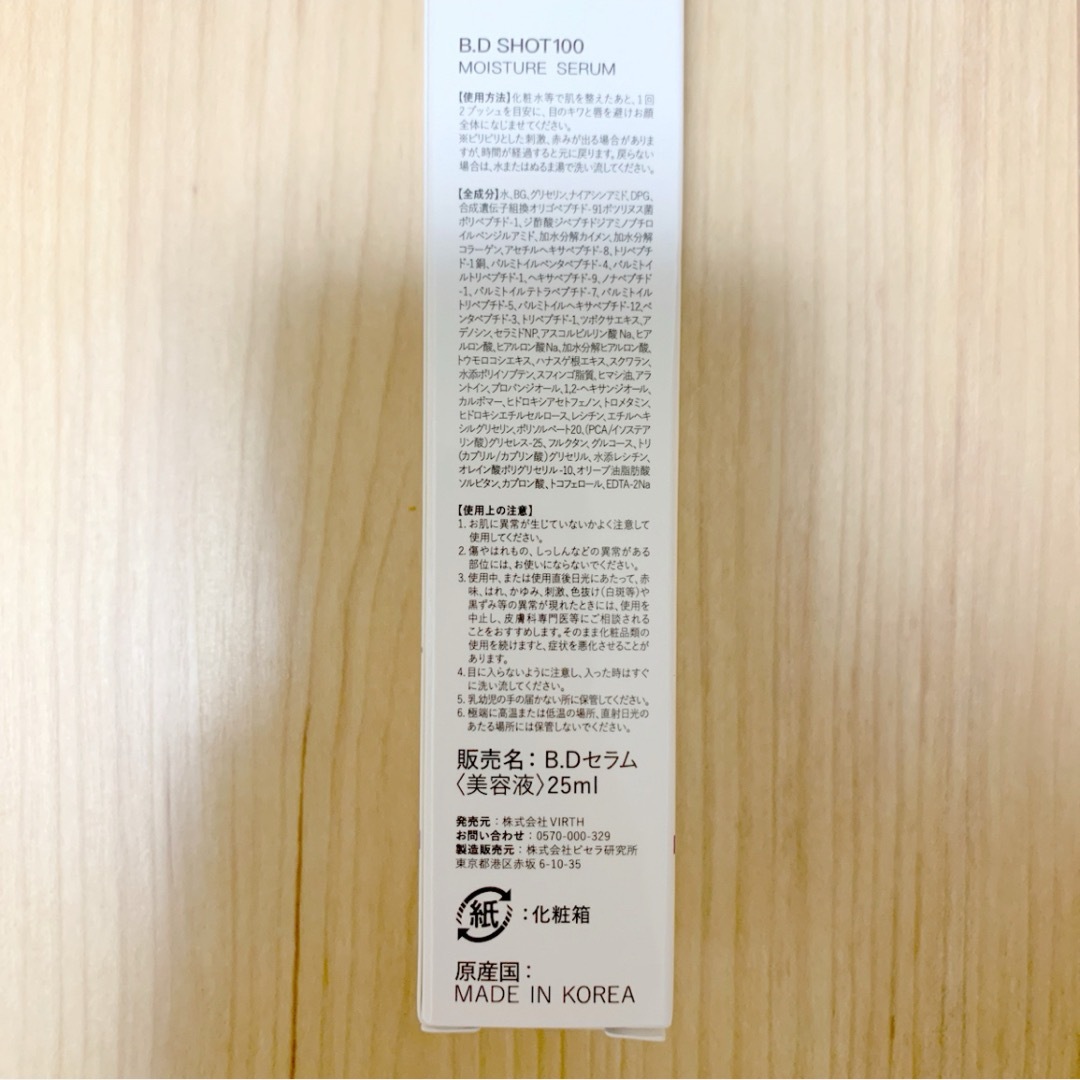 B.D SHOT100
MOISTURE SERUM
【使用方法】化粧水等で肌を整えたあと、1回
2プッシュを目安に、目のキワと唇を避けお顔
全体になじませてください。
※ピリピリとした刺激、赤みが出る場合がありま
すが、時間が経過すると元に戻ります。戻らない
場合は、水またはぬるま湯で洗い流してください。
【全成分】水、BG、グリセリン、ナイアシンアミド、DPG、
合成遺伝子組換オリゴペプチド-91ボツリヌス菌
ポリペプチド-1、ジ酢酸ジペプチドジアミノブチロ
イルベンジルアミド、加水分解カイメン、加水分解
コラーゲン、アセチルヘキサペプチド-8、トリペプチ
ド-1銅、パルミトイルペンタペプチド-4、パルミトイ
ルトリペプチド-1、ヘキサペプチド-9、ノナペプチド
-1、パルミトイルテトラペプチド-7、パルミトイル
トリペプチド-5、パルミトイルヘキサペプチド-12、ペ
ンタペプチド-3、トリペプチド-1、ツボクサエキス、ア
デノシン、セラミドNP、アスコルビルリン酸Na、ヒア
ルロン酸、ヒアルロン酸Na、加水分解ヒアルロン酸、
トウモロコシエキス、ハナスゲ根エキス、スクワラン、
水添ポリイソブテン、スフィンゴ脂質、ヒマシ油、アラ
ントイン、プロパンジオール、1,2-ヘキサンジオール、
カルボマー、ヒドロキシアセトフェノン、トロメタミン、
ヒドロキシエチルセルロース、レシチン、エチルヘキ
シルグリセリン、ポリソルベート20、(PCA/イソステア
リン酸)グリセレス-25、フルクタン、グルコース、トリ
(カプリル/カプリン酸)グリセリル、水添レシチン、
オレイン酸ポリグリセリル-10、オリーブ油脂肪酸
ソルビタン、カプロン酸、トコフェロール、EDTA-2Na
【使用上の注意】
1. お肌に異常が生じていないかよく注意して
使用してください。
2. 傷やはれもの、しっしんなどの異常がある
部位には、お使いにならないでください。
3. 使用中、または使用直後日光にあたって、赤
味、はれ、かゆみ、刺激、色抜け(白斑等)や
黒ずみ等の異常が現れたときには、使用を
中止し、皮膚科専門医等にご相談される
ことをおすすめします。そのまま化粧品類の
使用を続けますと、症状を悪化させることが
あります。
4. 目に入らないように注意し、入った時はすぐ
に洗い流してください。
5. 乳幼児の手の届かない所に保管してください。
6. 極端に高温または低温の場所、直射日光の
あたる場所には保管しないでください。
販売名：B.Dセラム
〈美容液〉25ml
発売元：株式会社VIRTH
お問い合わせ：0570-000-329
製造販売元：株式会社ピセラ研究所
東京都港区赤坂 6-10-35
紙：化粧箱
原産国：
MADE IN KOREA